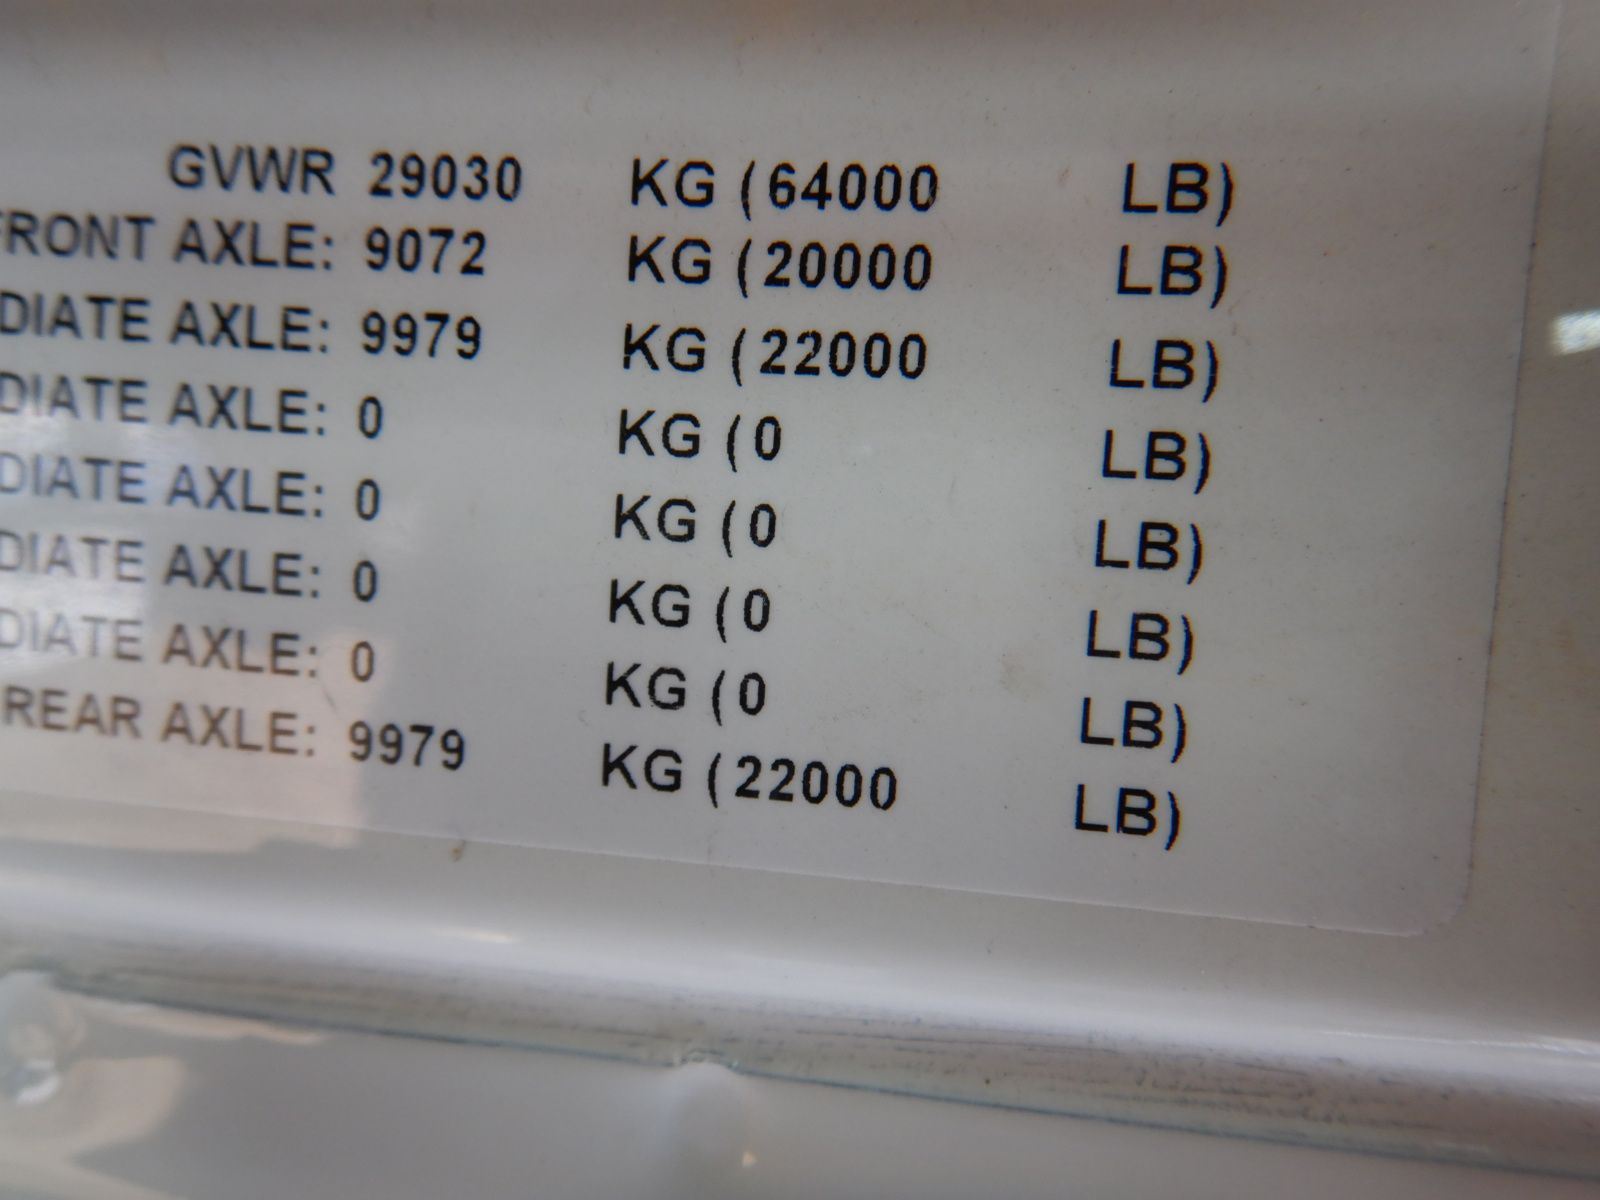 GVWR 29030 KG (64000 LB)
FRONT AXLE: 9072 KG (20000 LB)
DIATE AXLE: 9979 KG (22000 LB)
DIATE AXLE: 0 KG (0 LB)
DIATE AXLE: 0 KG (0 LB)
DIATE AXLE: 0 KG (0 LB)
DIATE AXLE: 0 KG (0 LB)
REAR AXLE: 9979 KG (22000 LB)